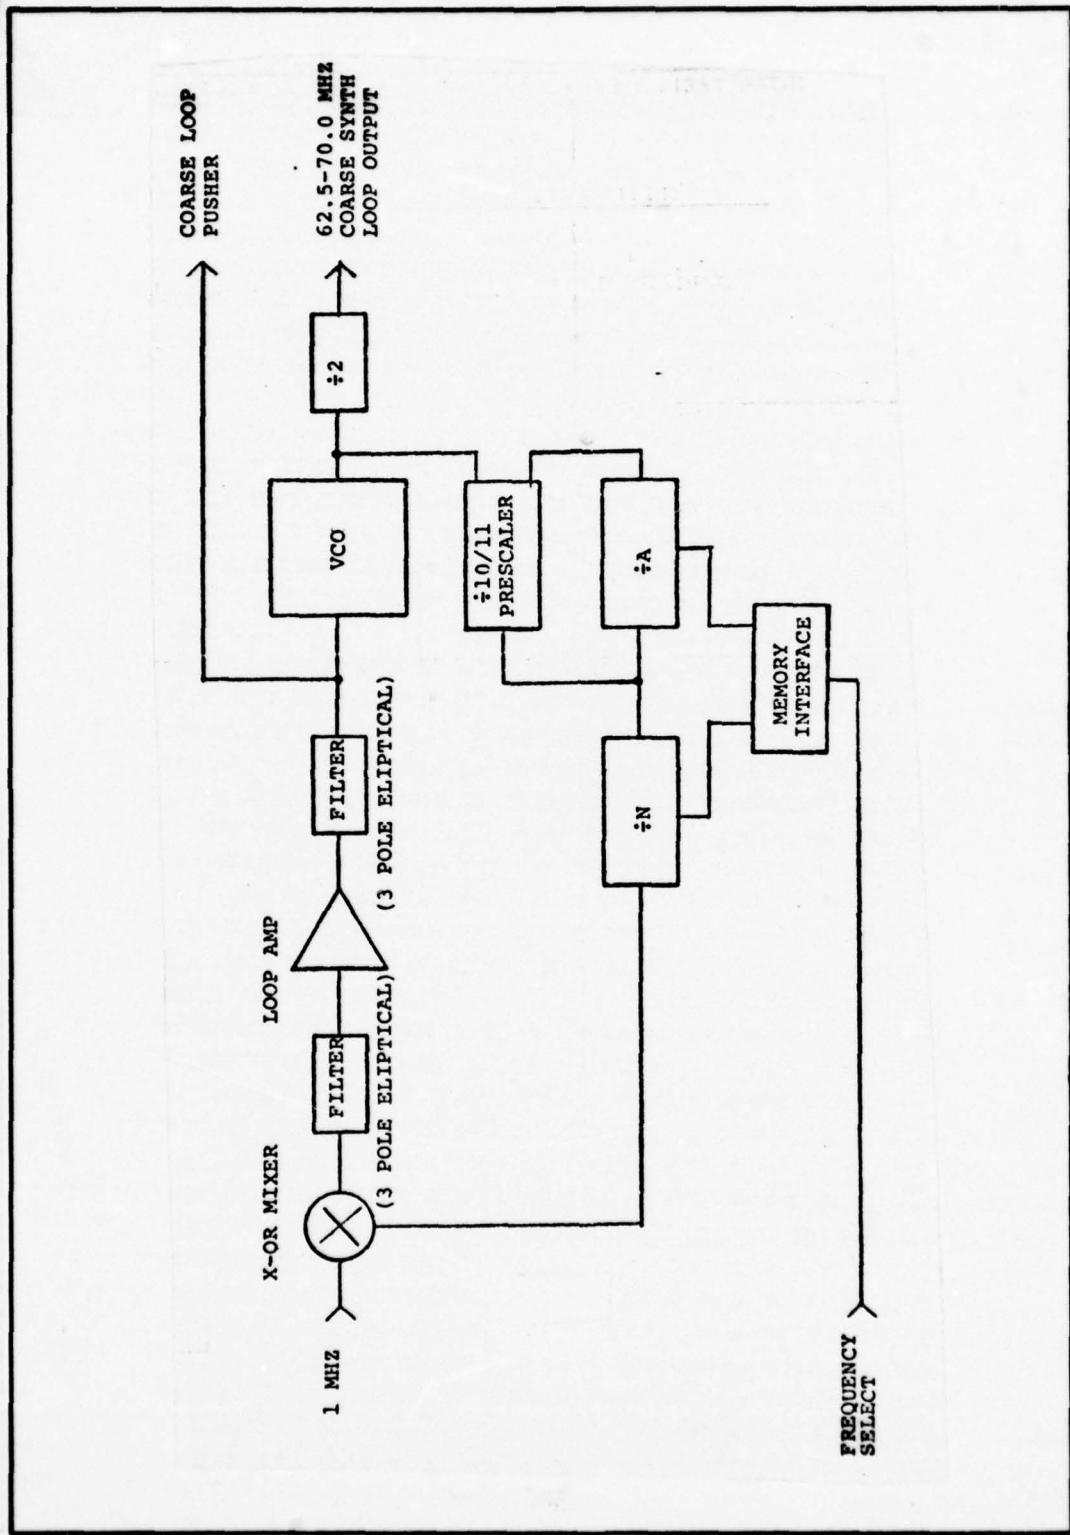 COARSE LOOP
PUSHER
62.5-70.0 MHZ
COARSE SYNTH
LOOP OUTPUT
÷2
VCO
÷10/11
PRESCALER
÷A
MEMORY
INTERFACE
÷N
FILTER
(3 POLE ELIPTICAL)
LOOP AMP
FILTER
(3 POLE ELIPTICAL)
X-OR MIXER
1 MHZ
FREQUENCY
SELECT